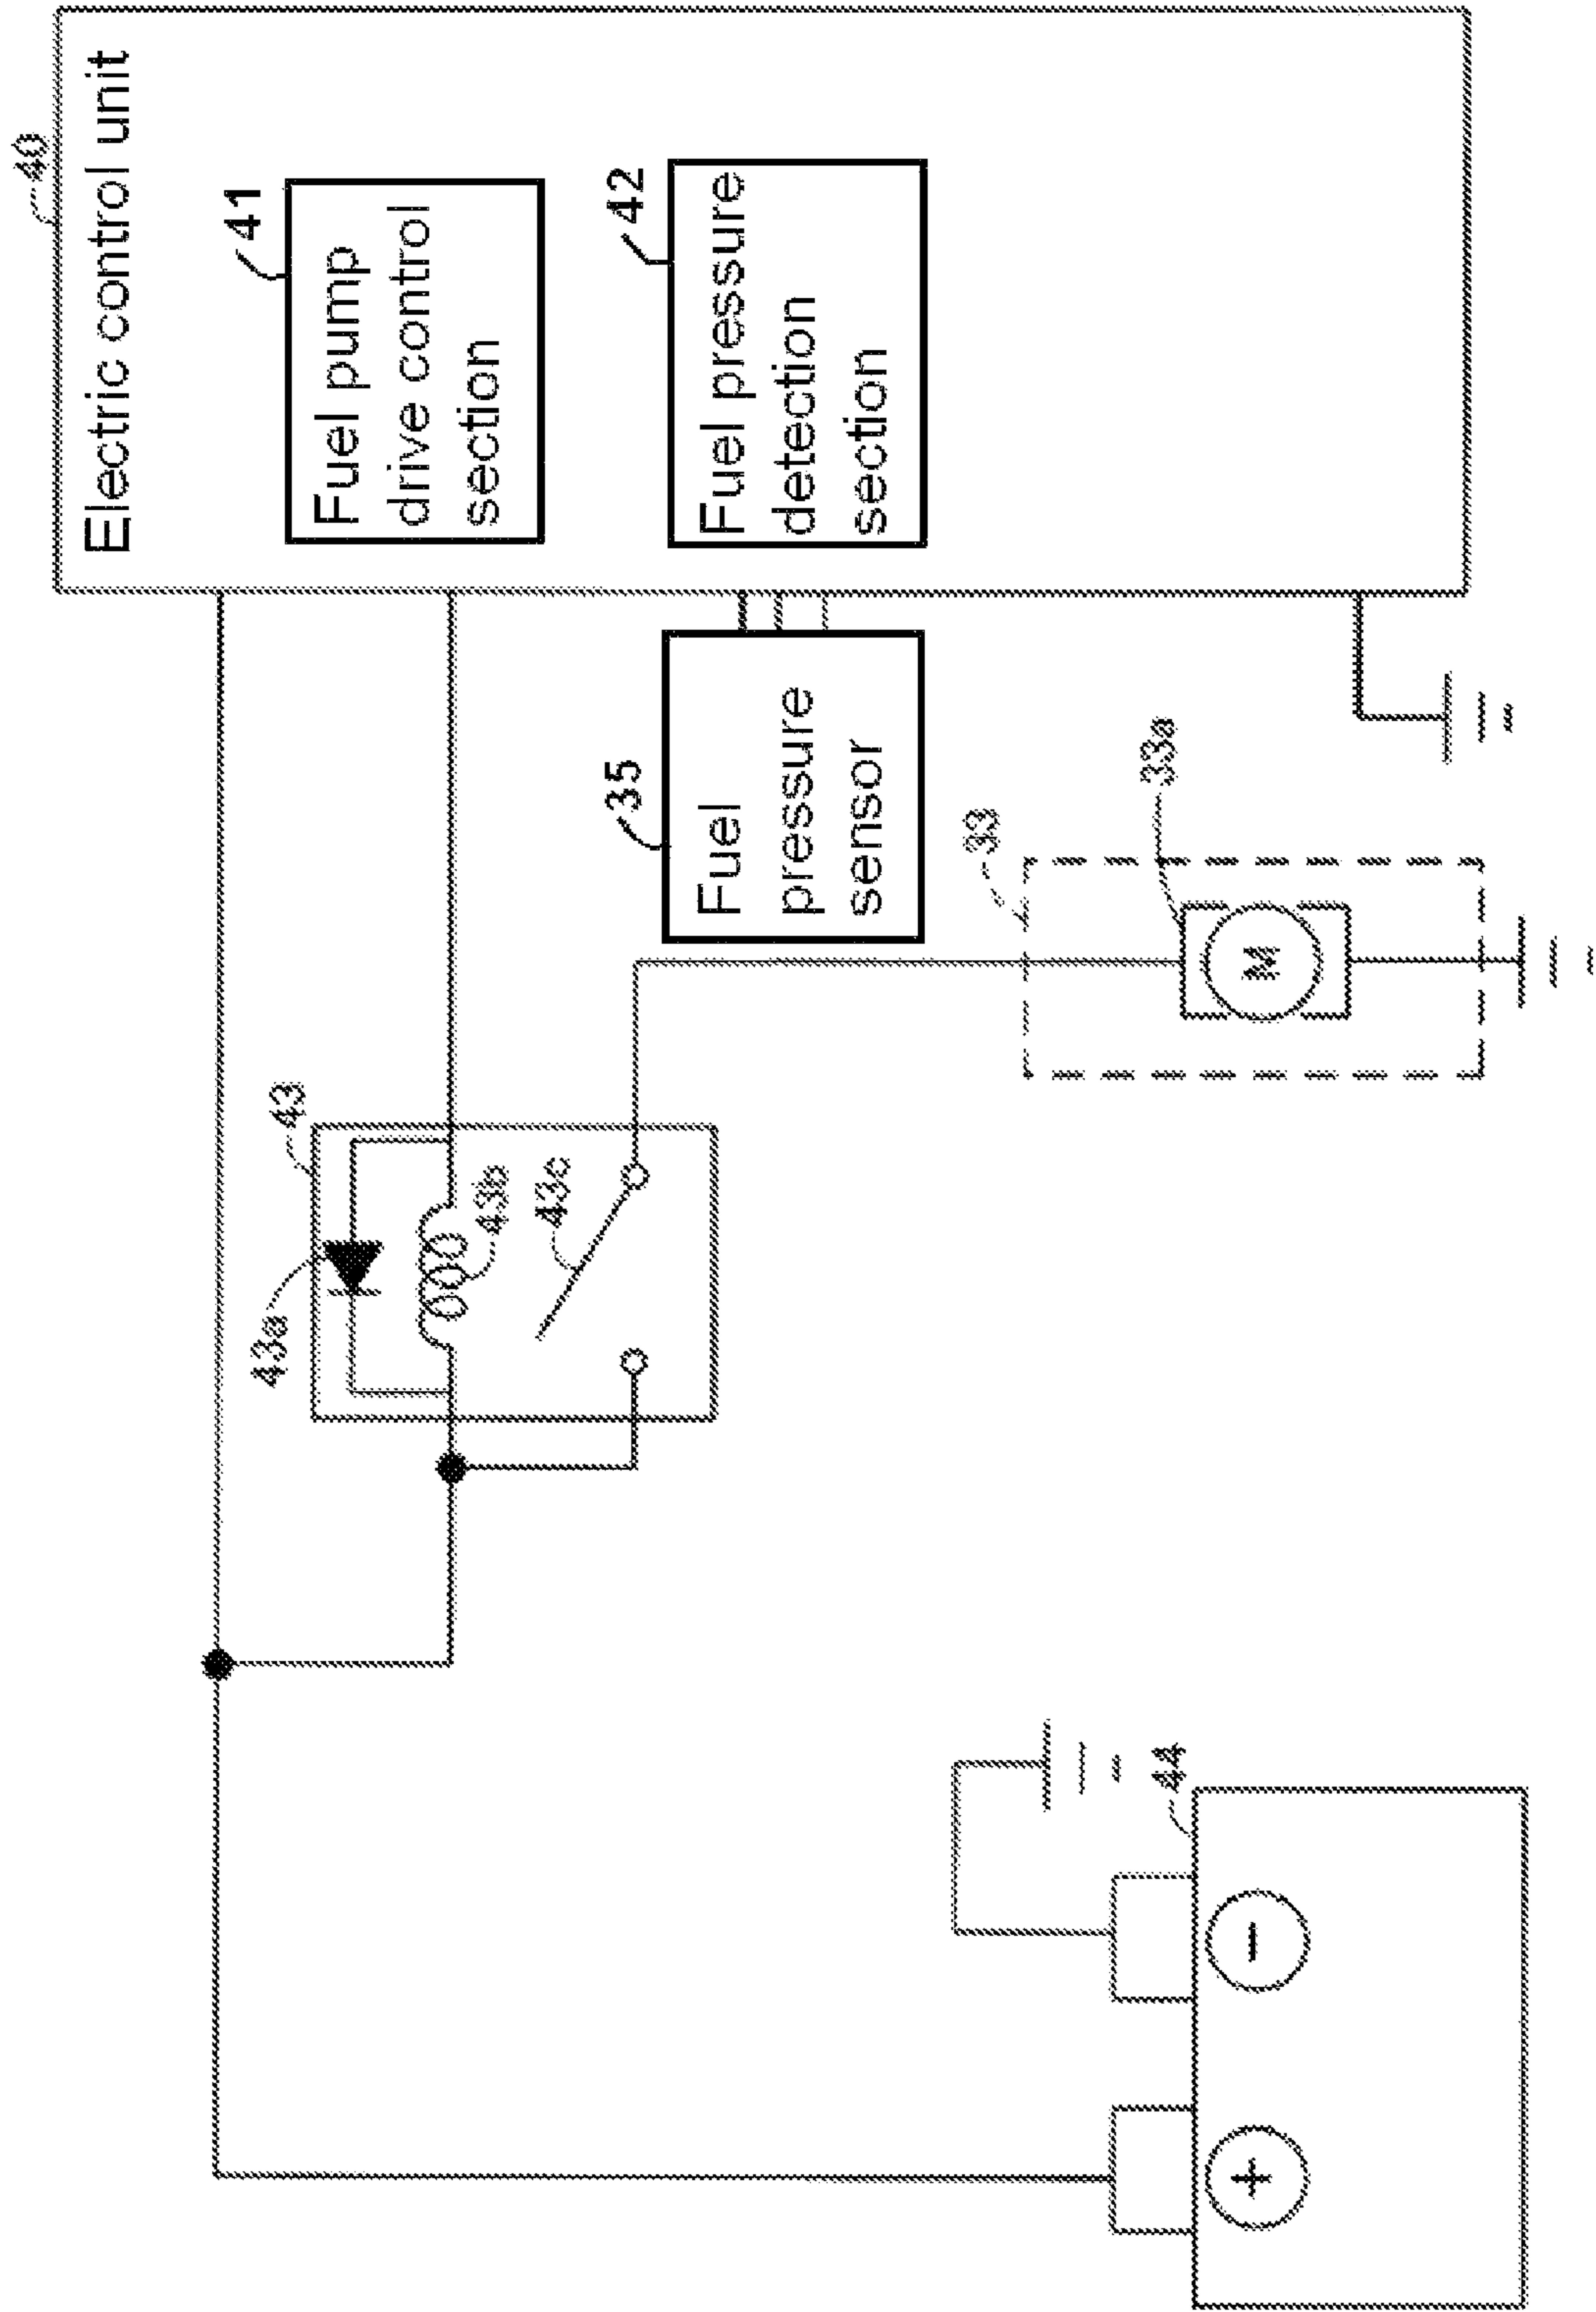 40
Electric control unit
41
Fuel pump
drive control
section
42
Fuel pressure
detection
section
35
Fuel
pressure
sensor
33
33a
M
43
43a
43b
43c
44
−
+